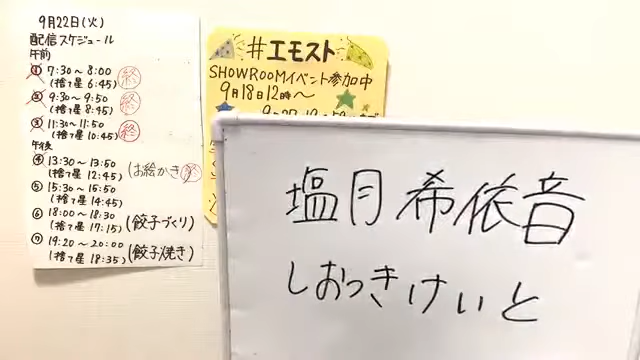 9月22日(火)
配信スケジュール
午前
① 7:30～8:00 終
(捨て星 6:45)
② 9:30～9:50 終
(捨て星 8:45)
③ 11:30～11:50 終
(捨て星 10:45)
午後
④ 13:30～13:50 (お絵かき) 終
(捨て星 12:45)
⑤ 15:30～15:50
(捨て星 14:45)
⑥ 18:00～18:30 (餃子づくり)
(捨て星 17:15)
⑦ 19:20～20:00 (餃子焼き)
(捨て星 18:35)
#エモスト
SHOWROOMイベント参加中
9月18日12時～
塩月希依音
しおつきけいと